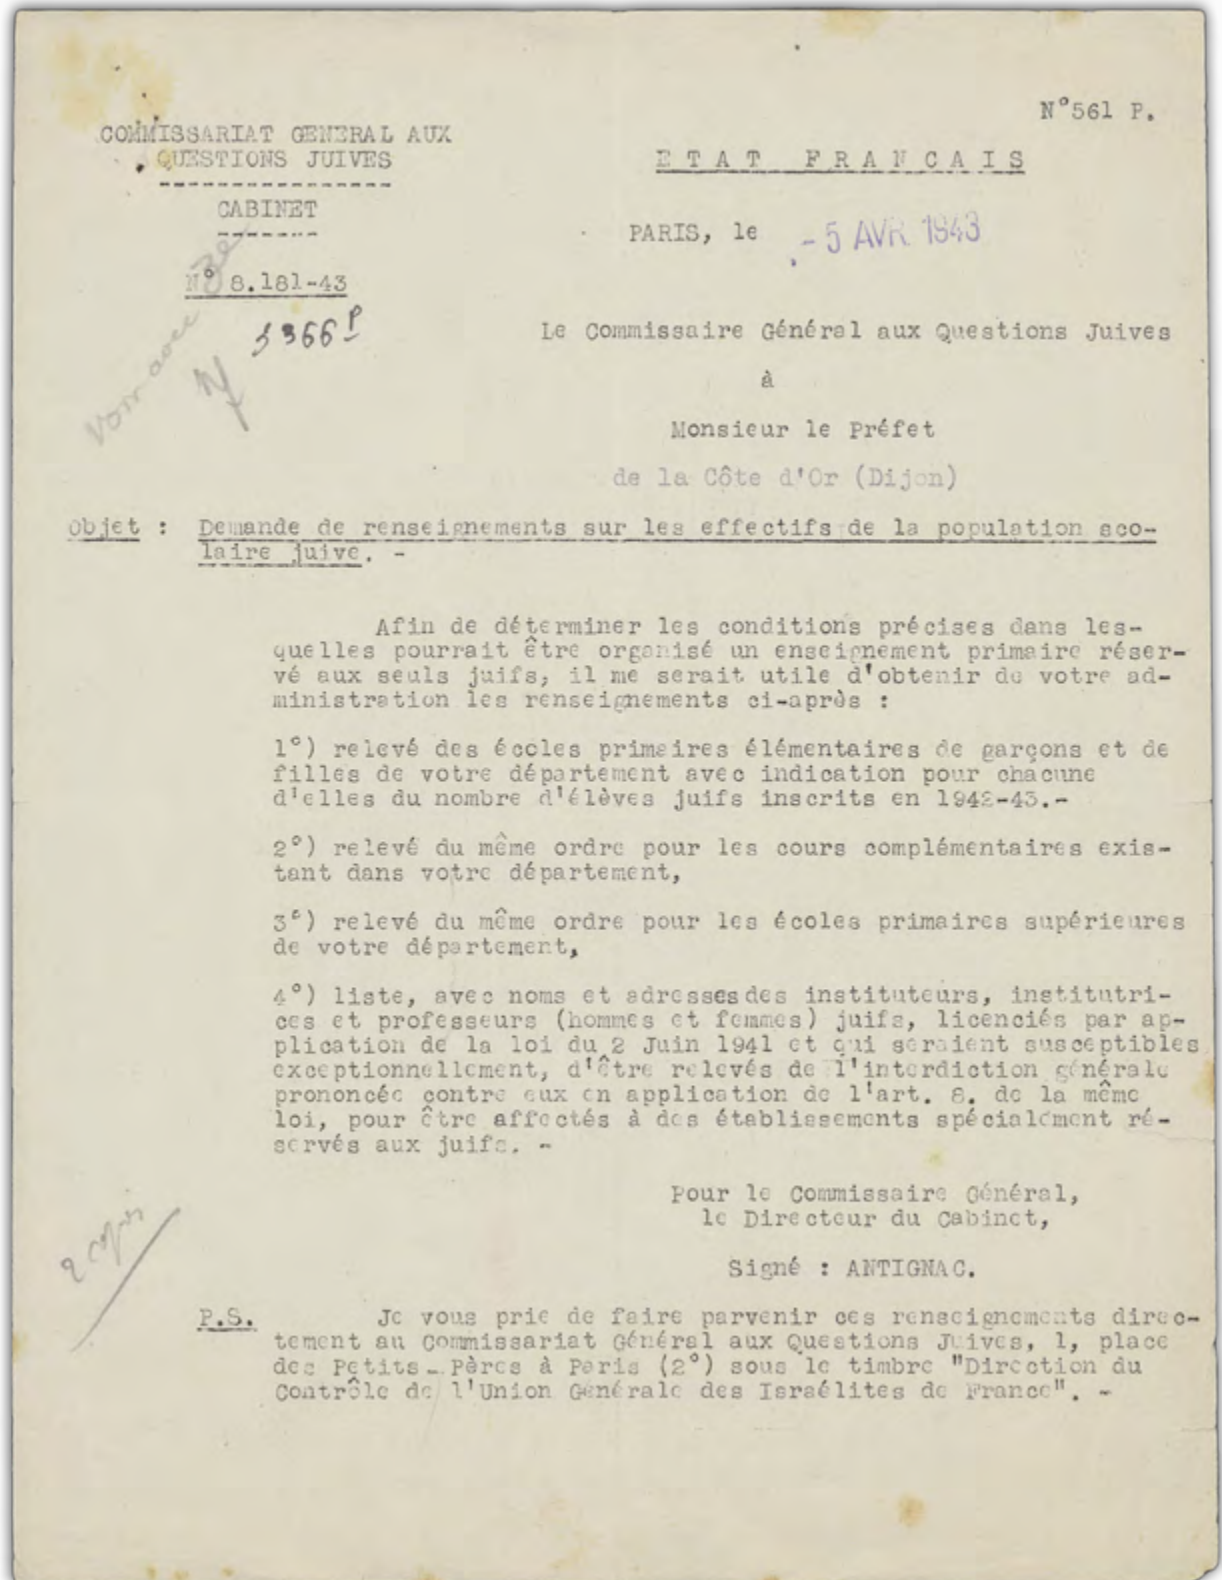 N°561 P.
COMMISSARIAT GENERAL AUX
QUESTIONS JUIVES
-----------------
CABINET
-------
N° 8.181-43
5366 P
Voir avec
ETAT FRANCAIS
PARIS, le - 5 AVR 1943
Le Commissaire Général aux Questions Juives
à
Monsieur le Préfet
de la Côte d'Or (Dijon)
Objet : Demande de renseignements sur les effectifs de la population sco-
laire juive. -
Afin de déterminer les conditions précises dans les-
quelles pourrait être organisé un enseignement primaire réser-
vé aux seuls juifs, il me serait utile d'obtenir de votre ad-
ministration les renseignements ci-après :
1°) relevé des écoles primaires élémentaires de garçons et de
filles de votre département avec indication pour chacune
d'elles du nombre d'élèves juifs inscrits en 1942-43.-
2°) relevé du même ordre pour les cours complémentaires exis-
tant dans votre département,
3°) relevé du même ordre pour les écoles primaires supérieures
de votre département,
4°) liste, avec noms et adresses des instituteurs, institutri-
ces et professeurs (hommes et femmes) juifs, licenciés par ap-
plication de la loi du 2 Juin 1941 et qui seraient susceptibles
exceptionnellement, d'être relevés de l'interdiction générale
prononcée contre eux en application de l'art. 8. de la même
loi, pour être affectés à des établissements spécialement ré-
servés aux juifs. -
Pour le Commissaire Général,
le Directeur du Cabinet,
Signé : ANTIGNAC.
2 copies
P.S. Je vous prie de faire parvenir ces renseignements direc-
tement au Commissariat Général aux Questions Juives, 1, place
des Petits-Pères à Paris (2°) sous le timbre "Direction du
Contrôle de l'Union Générale des Israélites de France". -